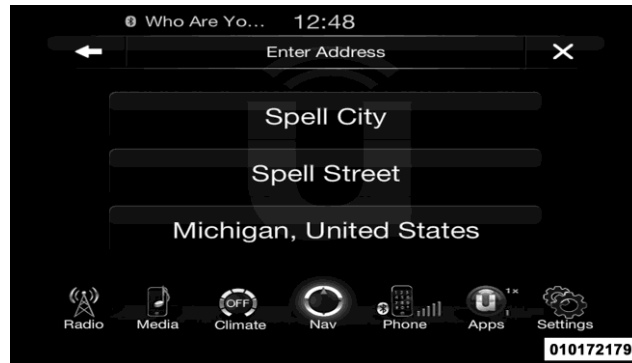 Who Are Yo... 12:48
Enter Address
Spell City
Spell Street
Michigan, United States
OFF 1x
Radio Media Climate Nav Phone Apps Settings
010172179